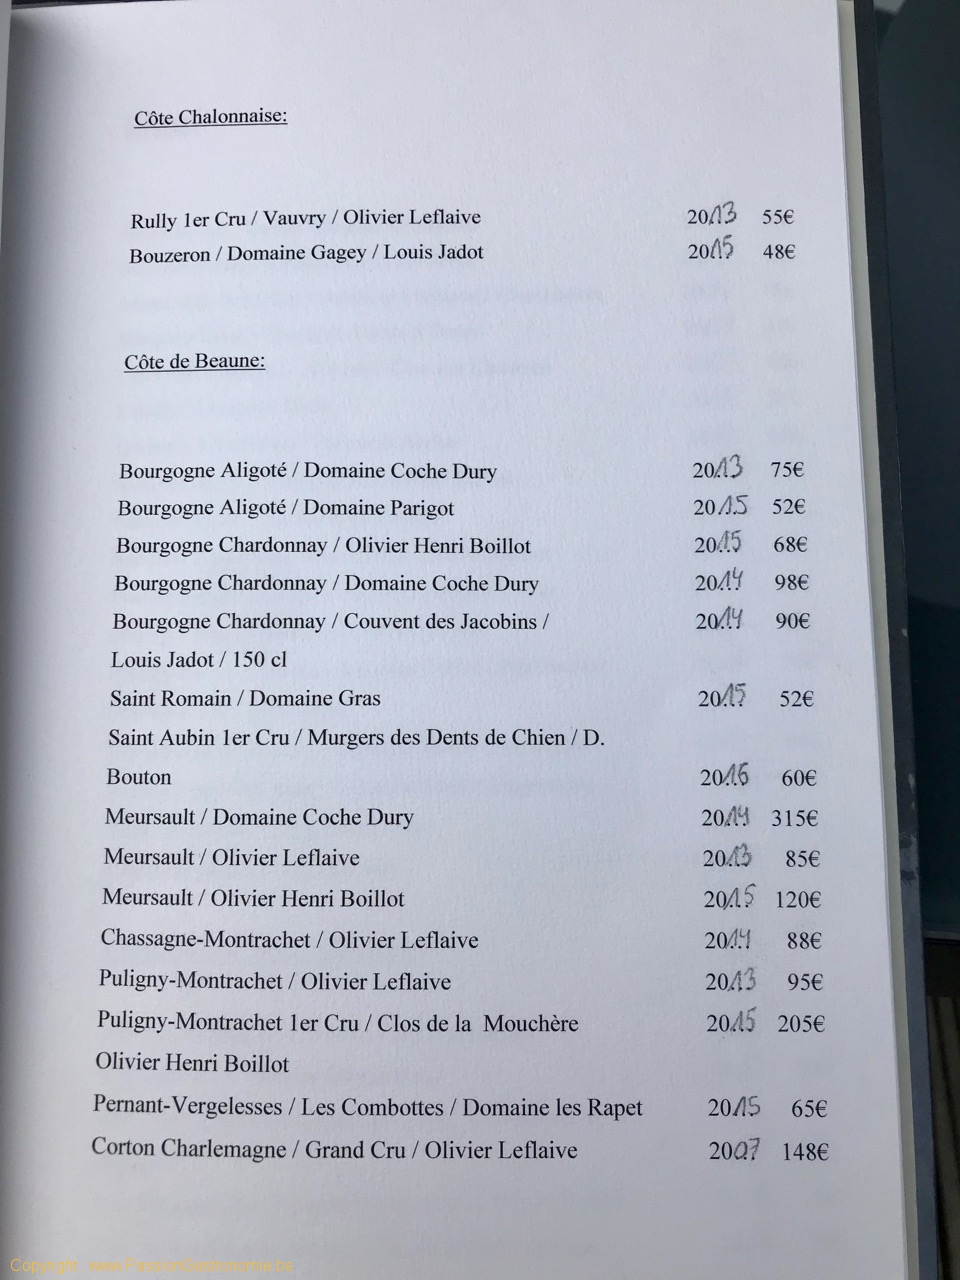 Côte Chalonnaise:
Rully 1er Cru / Vauvry / Olivier Leflaive 2013 55€
Bouzeron / Domaine Gagey / Louis Jadot 2015 48€
Côte de Beaune:
Bourgogne Aligoté / Domaine Coche Dury 2013 75€
Bourgogne Aligoté / Domaine Parigot 2015 52€
Bourgogne Chardonnay / Olivier Henri Boillot 2015 68€
Bourgogne Chardonnay / Domaine Coche Dury 2014 98€
Bourgogne Chardonnay / Couvent des Jacobins / 2014 90€
Louis Jadot / 150 cl
Saint Romain / Domaine Gras 2015 52€
Saint Aubin 1er Cru / Murgers des Dents de Chien / D.
Bouton 2016 60€
Meursault / Domaine Coche Dury 2014 315€
Meursault / Olivier Leflaive 2013 85€
Meursault / Olivier Henri Boillot 2015 120€
Chassagne-Montrachet / Olivier Leflaive 2014 88€
Puligny-Montrachet / Olivier Leflaive 2013 95€
Puligny-Montrachet 1er Cru / Clos de la Mouchère 2015 205€
Olivier Henri Boillot
Pernant-Vergelesses / Les Combottes / Domaine les Rapet 2015 65€
Corton Charlemagne / Grand Cru / Olivier Leflaive 2007 148€
Copyright www.PassionGastronomie.be